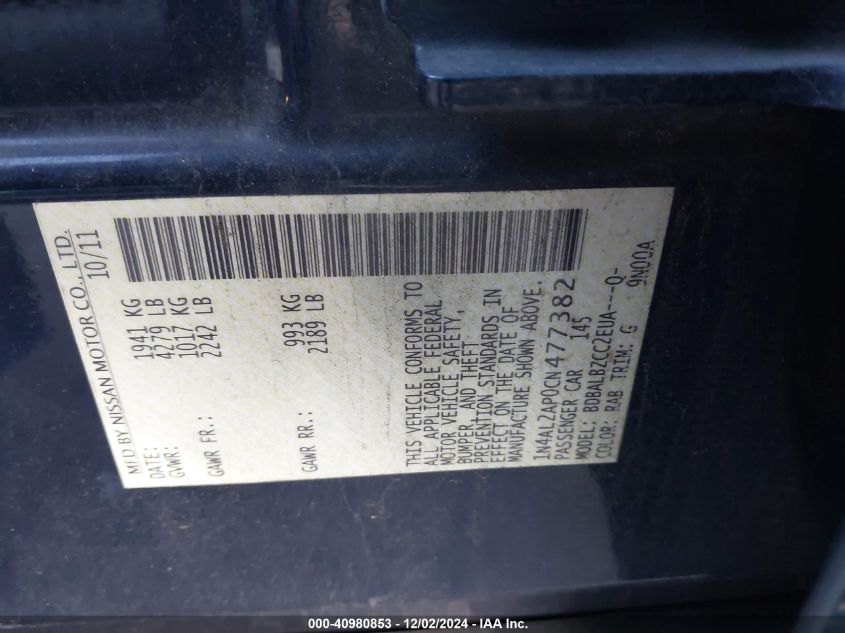 MFD BY NISSAN MOTOR CO., LTD.
DATE: 10/11
GVWR: 1941 KG
4279 LB
GAWR FR.: 1017 KG
2242 LB
GAWR RR.: 993 KG
2189 LB
THIS VEHICLE CONFORMS TO
ALL APPLICABLE FEDERAL
MOTOR VEHICLE SAFETY,
BUMPER, AND THEFT
PREVENTION STANDARDS IN
EFFECT ON THE DATE OF
MANUFACTURE SHOWN ABOVE.
1N4AL2AP0CN477382
PASSENGER CAR 145
MODEL: BDBALBZCC2EUA----Q-
COLOR: RAB TRIM: G 9N00A
000-40980853 - 12/02/2024 - IAA Inc.